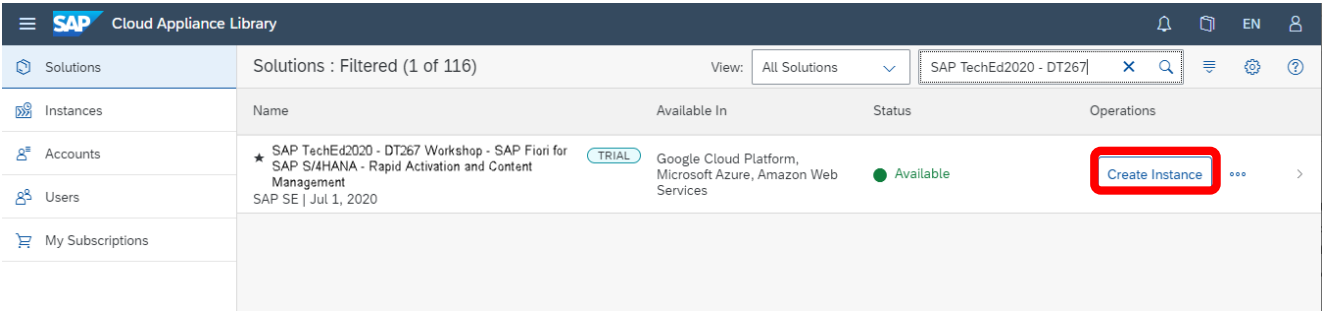 SAP Cloud Appliance Library
EN
Solutions
Solutions : Filtered (1 of 116)
View: All Solutions
SAP TechEd2020 - DT267
Instances
Accounts
Users
My Subscriptions
Name
Available In
Status
Operations
SAP TechEd2020 - DT267 Workshop - SAP Fiori for
SAP S/4HANA - Rapid Activation and Content
Management
TRIAL
SAP SE | Jul 1, 2020
Google Cloud Platform,
Microsoft Azure, Amazon Web
Services
Available
Create Instance